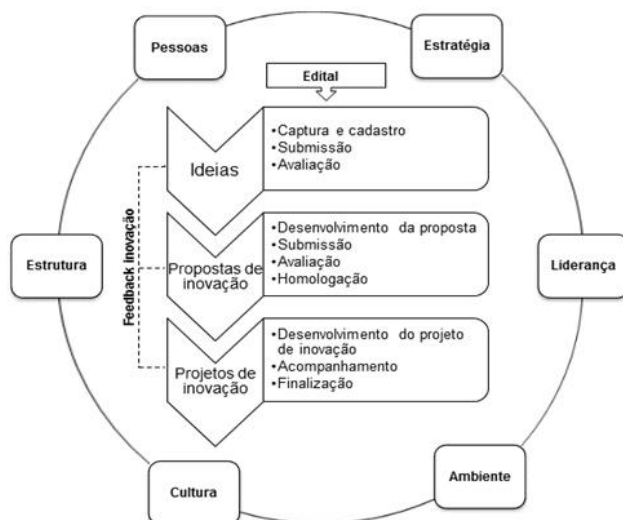 Pessoas
Estratégia
Edital
Ideias
•Captura e cadastro
•Submissão
•Avaliação
Feedback inovação
Estrutura
Propostas de
inovação
•Desenvolvimento da proposta
•Submissão
•Avaliação
•Homologação
Liderança
Projetos de
inovação
•Desenvolvimento do projeto
de inovação
•Acompanhamento
•Finalização
Cultura
Ambiente